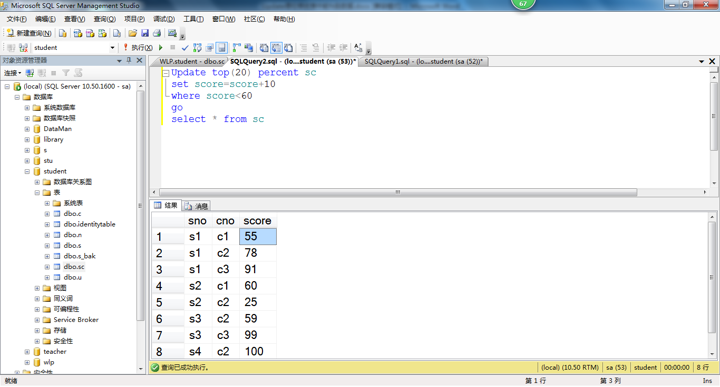 Microsoft SQL Server Management Studio
67
文件(F) 编辑(E) 查看(V) 查询(Q) 项目(P) 调试(D) 工具(T) 窗口(W) 社区(C) 帮助(H)
新建查询(N)
student 执行(X)
对象资源管理器
连接
(local) (SQL Server 10.50.1600 - sa)
数据库
系统数据库
数据库快照
DataMan
library
s
stu
student
数据库关系图
表
系统表
dbo.c
dbo.identitytable
dbo.n
dbo.s
dbo.s_bak
dbo.sc
dbo.u
视图
同义词
可编程性
Service Broker
存储
安全性
teacher
wlp
安全性
WLP.student - dbo.sc SQLQuery2.sql - (lo....student (sa (53))* SQLQuery1.sql - (lo....student (sa (52))*
Update top(20) percent sc
set score=score+10
where score<60
go
select * from sc
结果 消息
sno cno score
1 s1 c1 55
2 s1 c2 78
3 s1 c3 91
4 s2 c1 60
5 s2 c2 25
6 s3 c2 59
7 s3 c3 99
8 s4 c2 100
查询已成功执行。 (local) (10.50 RTM) sa (53) student 00:00:00 8 行
就绪 第 1 行 第 3 列 Ins